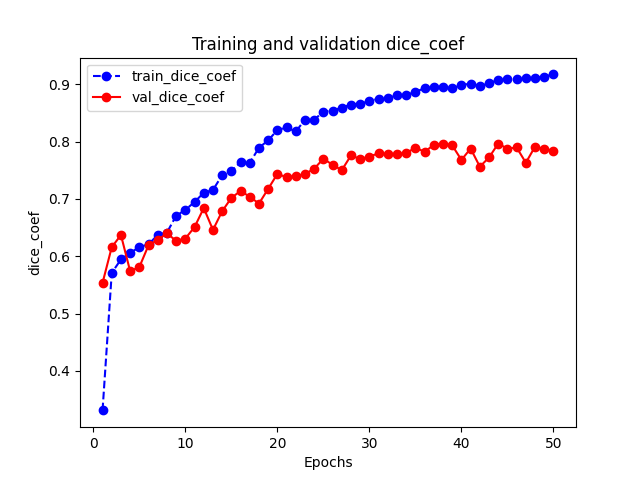 Training and validation dice_coef
train_dice_coef
val_dice_coef
dice_coef
0.9
0.8
0.7
0.6
0.5
0.4
0 10 20 30 40 50
Epochs